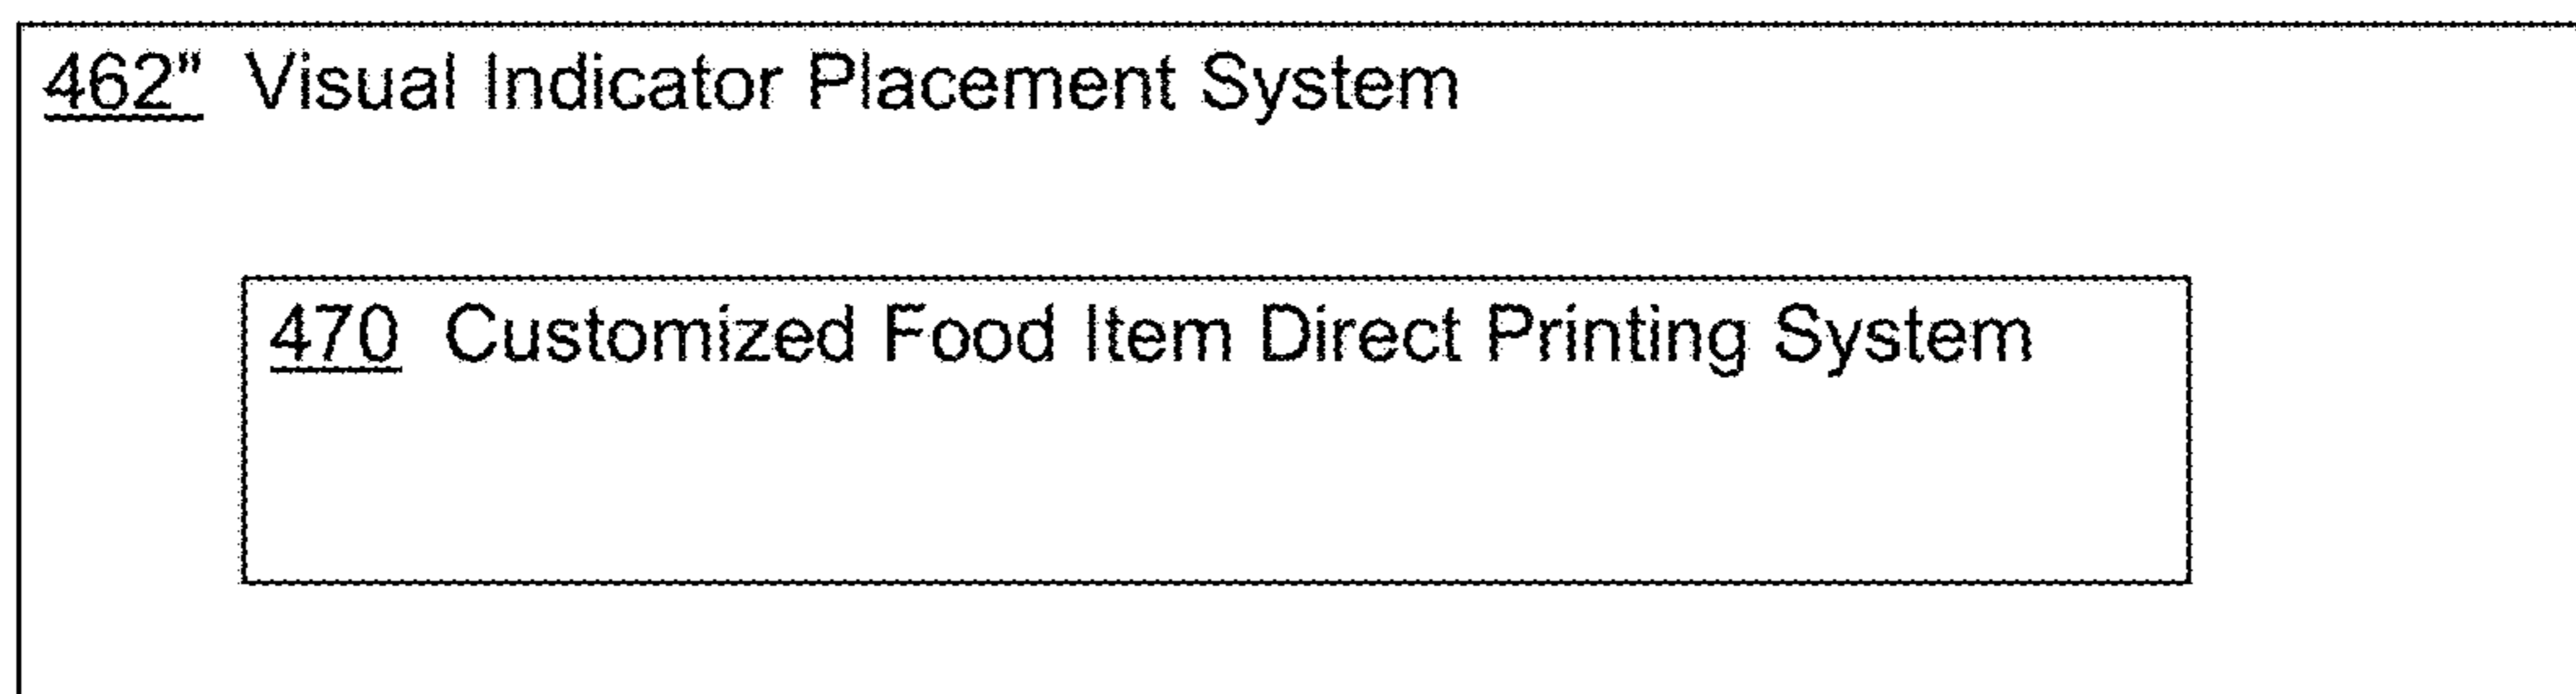 462" Visual Indicator Placement System
470 Customized Food Item Direct Printing System